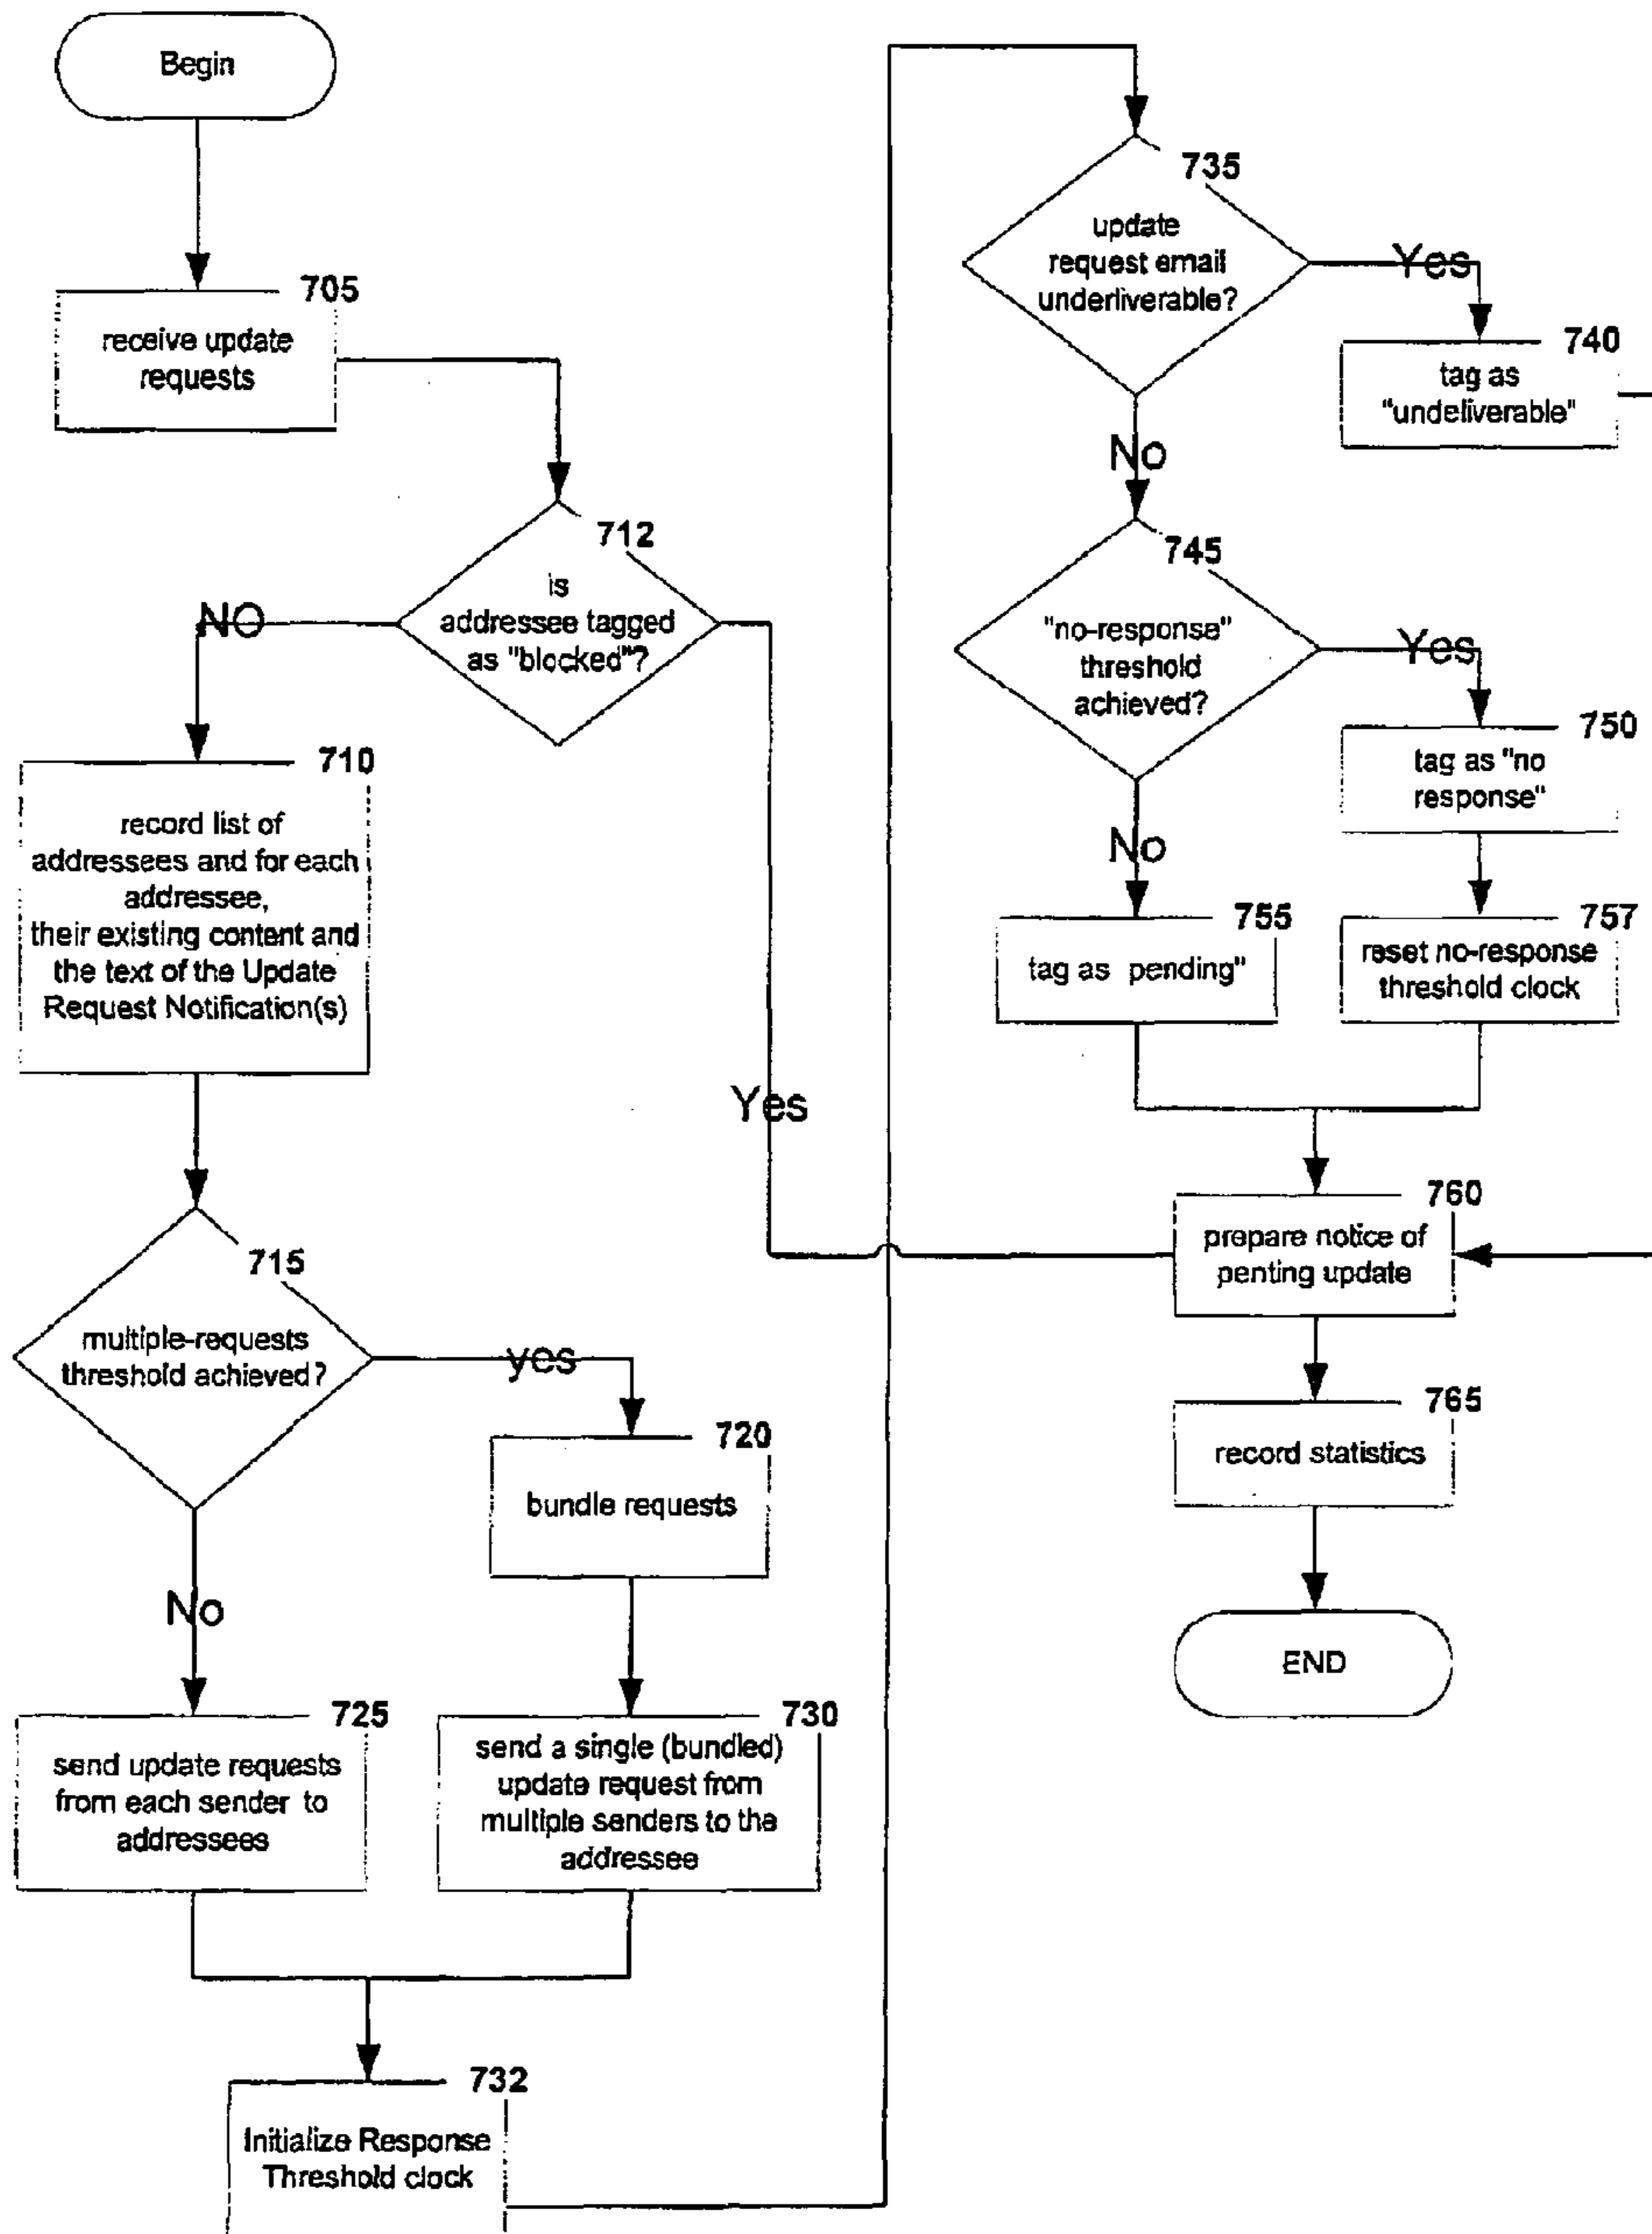 Begin
705
receive update
requests
712
is
addressee tagged
as "blocked"?
NO
Yes
710
record list of
addressees and for each
addressee,
their existing content and
the text of the Update
Request Notification(s)
715
multiple-requests
threshold achieved?
yes
No
720
bundle requests
725
send update requests
from each sender to
addressees
730
send a single (bundled)
update request from
multiple senders to the
addressee
732
Initialize Response
Threshold clock
735
update
request email
underliverable?
Yes
No
740
tag as
"undeliverable"
745
"no-response"
threshold
achieved?
Yes
No
750
tag as "no
response"
755
tag as pending"
757
reset no-response
threshold clock
760
prepare notice of
penting update
765
record statistics
END